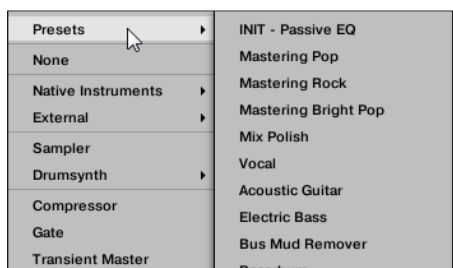 Presets
None
Native Instruments
External
Sampler
Drumsynth
Compressor
Gate
Transient Master
INIT - Passive EQ
Mastering Pop
Mastering Rock
Mastering Bright Pop
Mix Polish
Vocal
Acoustic Guitar
Electric Bass
Bus Mud Remover